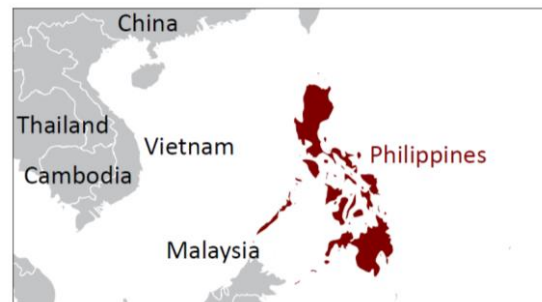 China
Thailand
Vietnam
Philippines
Cambodia
Malaysia